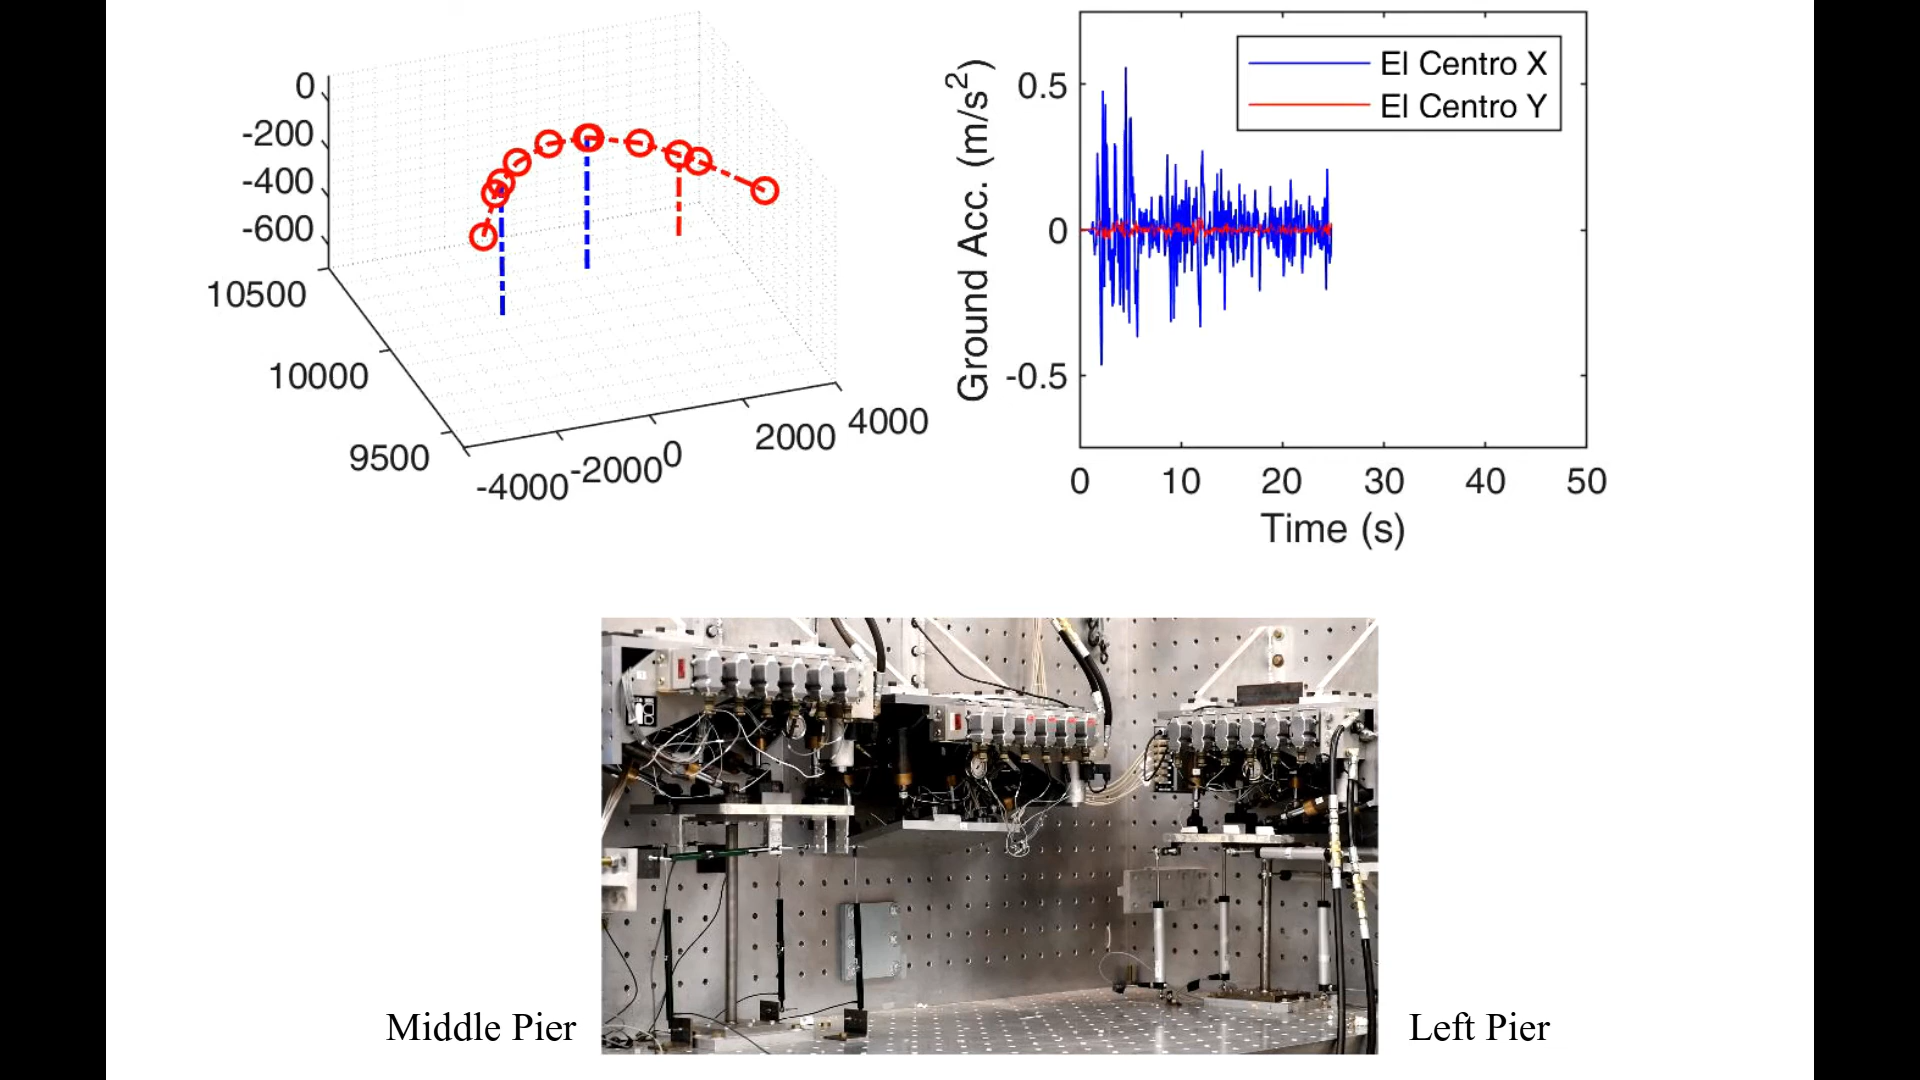 0
-200
-400
-600
10500
10000
9500
-4000
-2000
0
2000
4000
Ground Acc. (m/s²)
0.5
0
-0.5
El Centro X
El Centro Y
0 10 20 30 40 50
Time (s)
Middle Pier
Left Pier